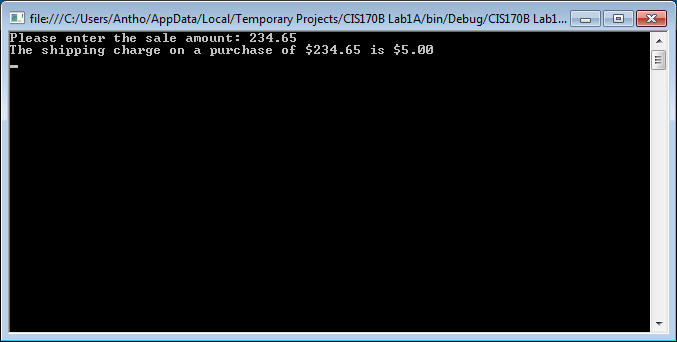 file:///C:/Users/Antho/AppData/Local/Temporary Projects/CIS170B Lab1A/bin/Debug/CIS170B Lab1...
Please enter the sale amount: 234.65
The shipping charge on a purchase of $234.65 is $5.00